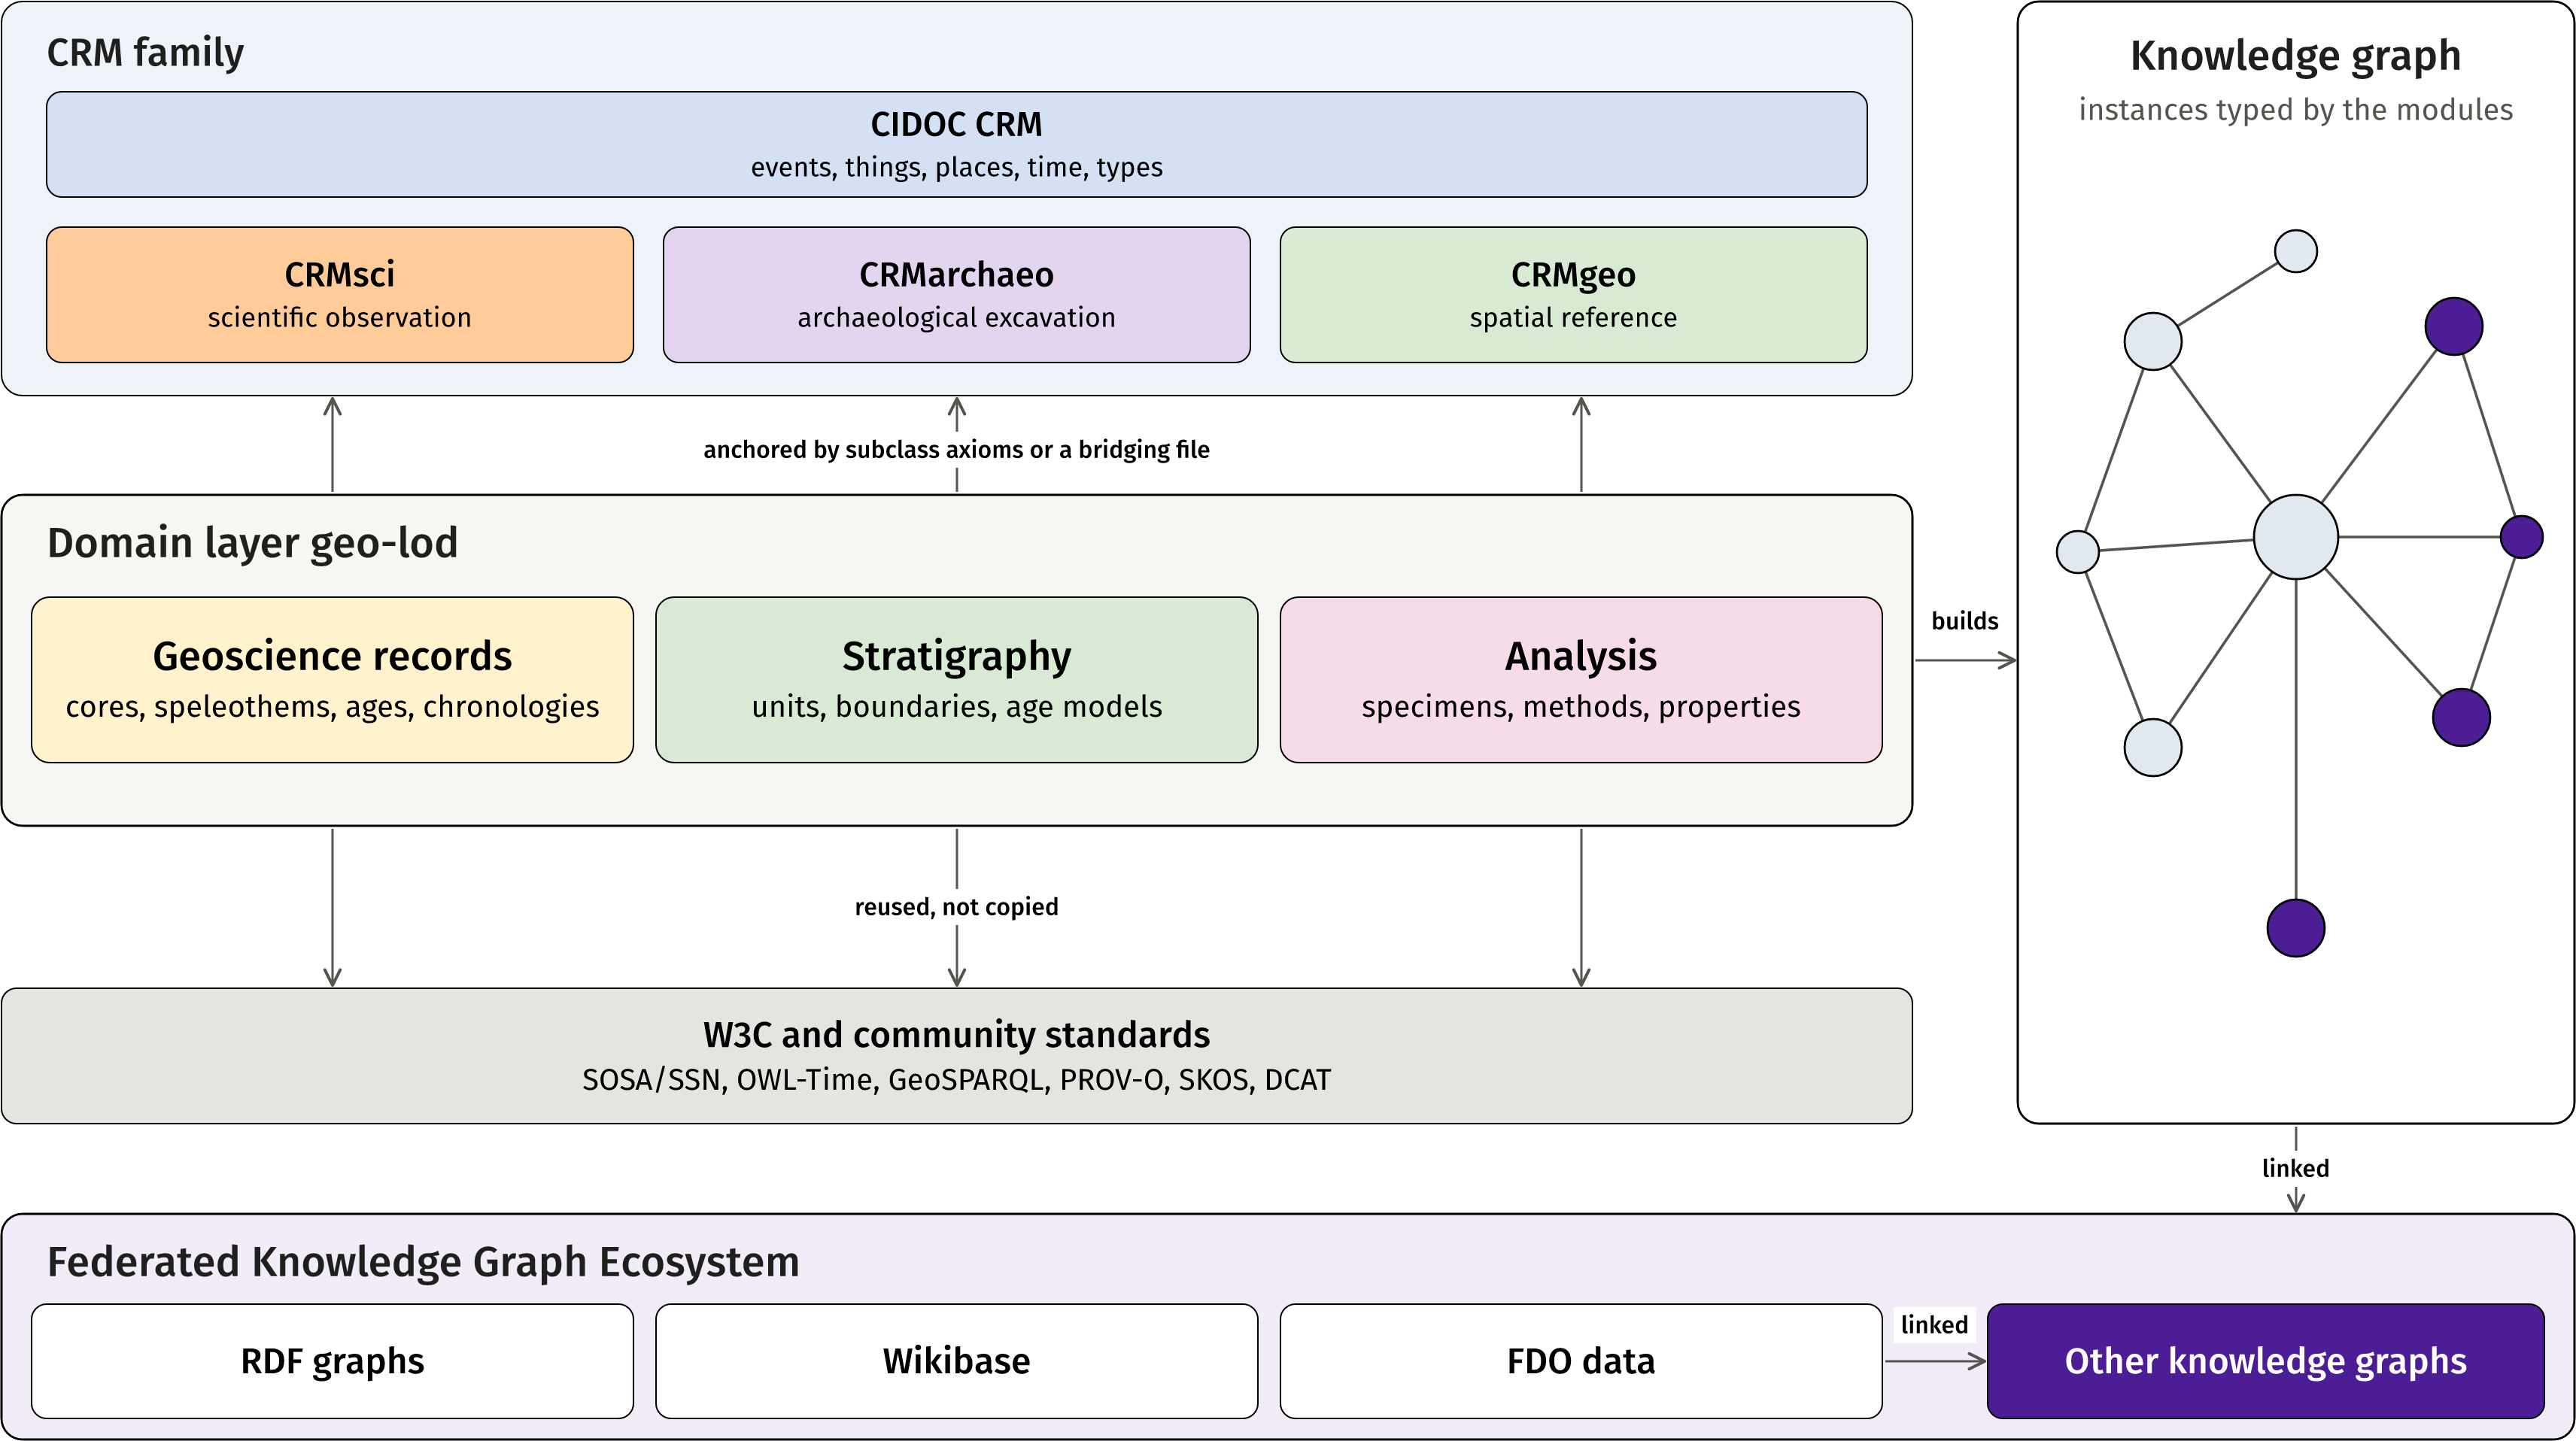 CRM family
CIDOC CRM
events, things, places, time, types
CRMsci
scientific observation
CRMarchaeo
archaeological excavation
CRMgeo
spatial reference
anchored by subclass axioms or a bridging file
Domain layer geo-lod
Geoscience records
cores, speleothems, ages, chronologies
Stratigraphy
units, boundaries, age models
Analysis
specimens, methods, properties
builds
reused, not copied
W3C and community standards
SOSA/SSN, OWL-Time, GeoSPARQL, PROV-O, SKOS, DCAT
Knowledge graph
instances typed by the modules
linked
Federated Knowledge Graph Ecosystem
RDF graphs
Wikibase
FDO data
linked
Other knowledge graphs